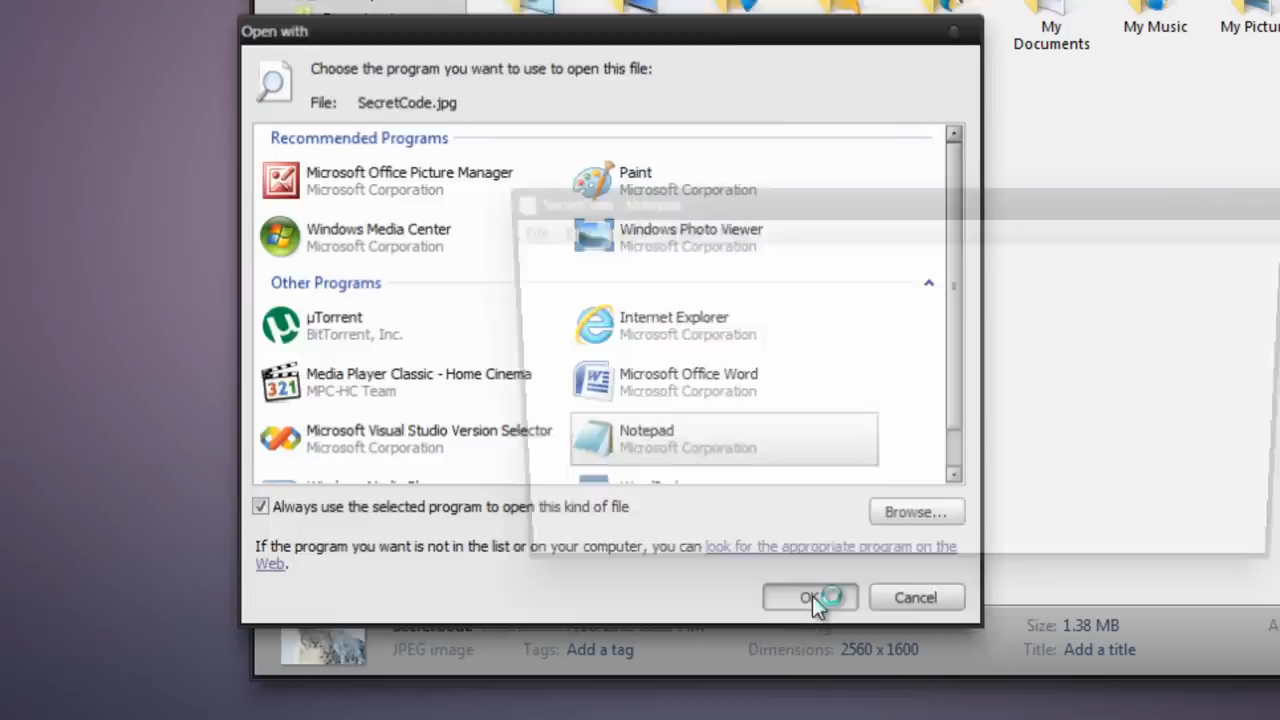 Open with
My Documents
My Music
My Pictu
Choose the program you want to use to open this file:
File: SecretCode.jpg
Recommended Programs
Microsoft Office Picture Manager
Microsoft Corporation
Paint
Microsoft Corporation
Windows Media Center
Microsoft Corporation
Windows Photo Viewer
Microsoft Corporation
Other Programs
µTorrent
BitTorrent, Inc.
Internet Explorer
Microsoft Corporation
Media Player Classic - Home Cinema
MPC-HC Team
Microsoft Office Word
Microsoft Corporation
Microsoft Visual Studio Version Selector
Microsoft Corporation
Notepad
Microsoft Corporation
Always use the selected program to open this kind of file
Browse...
If the program you want is not in the list or on your computer, you can look for the appropriate program on the
Web.
OK
Cancel
JPEG image
Tags: Add a tag
Dimensions: 2560 x 1600
Size: 1.38 MB
Title: Add a title